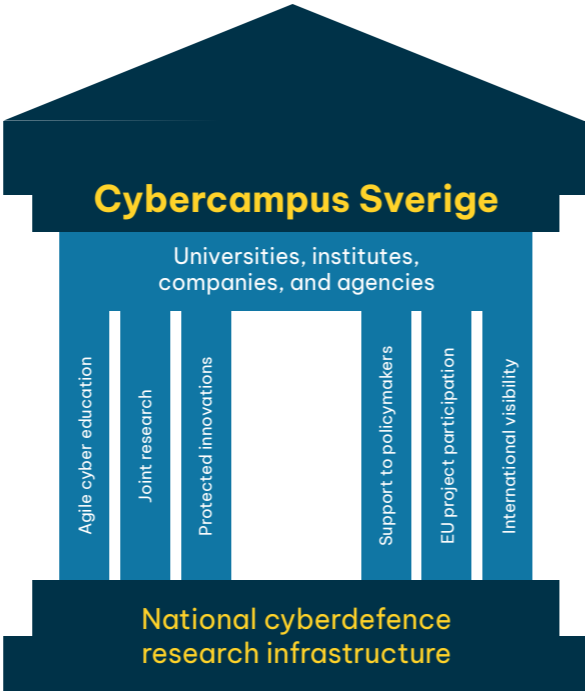 Cybercampus Sverige
Universities, institutes,
companies, and agencies
Agile cyber education
Joint research
Protected innovations
Support to policymakers
EU project participation
International visibility
National cyberdefence
research infrastructure